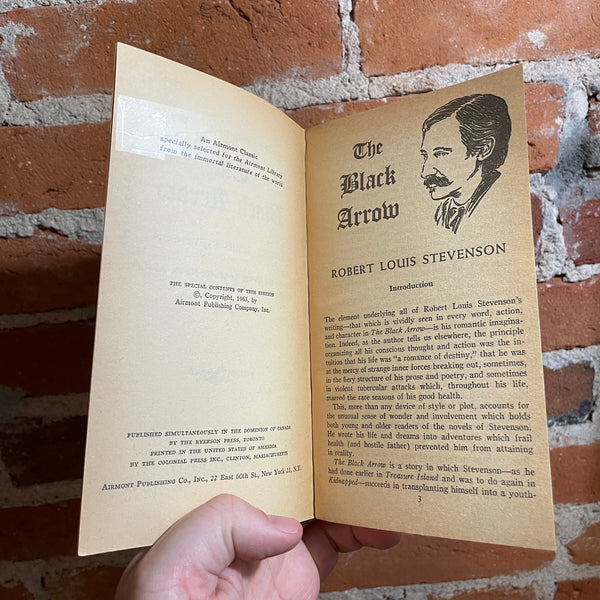 An Airmont Classic
specially selected for the Airmont Library
from the immortal literature of the world
THE SPECIAL CONTENTS OF THIS EDITION
©, Copyright, 1963, by
Airmont Publishing Company, Inc.
PUBLISHED SIMULTANEOUSLY IN THE DOMINION OF CANADA
BY THE RYERSON PRESS, TORONTO
PRINTED IN THE UNITED STATES OF AMERICA
BY THE COLONIAL PRESS INC., CLINTON, MASSACHUSETTS
AIRMONT PUBLISHING CO., INC., 22 EAST 60TH ST., NEW YORK 22, N.Y.
The
Black
Arrow
ROBERT LOUIS STEVENSON
Introduction
The element underlying all of Robert Louis Stevenson's
writing—that which is vividly seen in every word, action,
and character in The Black Arrow—is his romantic imagina-
tion. Indeed, as the author tells us elsewhere, the principle
organizing all his conscious thought and action was the in-
tuition that his life was "a romance of destiny," that he was
at the mercy of strange inner forces breaking out, sometimes,
in the fiery structure of his prose and poetry, and sometimes
in violent tubercular attacks which, throughout his life,
marred the rare seasons of his good health.
This, more than any device of style or plot, accounts for
the unusual sense of wonder and involvement which holds
both young and older readers of the novels of Stevenson.
He wrote his life and dreams into adventures which frail
health (and hostile father) prevented him from attaining
in reality.
The Black Arrow is a story in which Stevenson—as he
had done earlier in Treasure Island and was to do again in
Kidnapped—succeeds in transplanting himself into a youth-
3